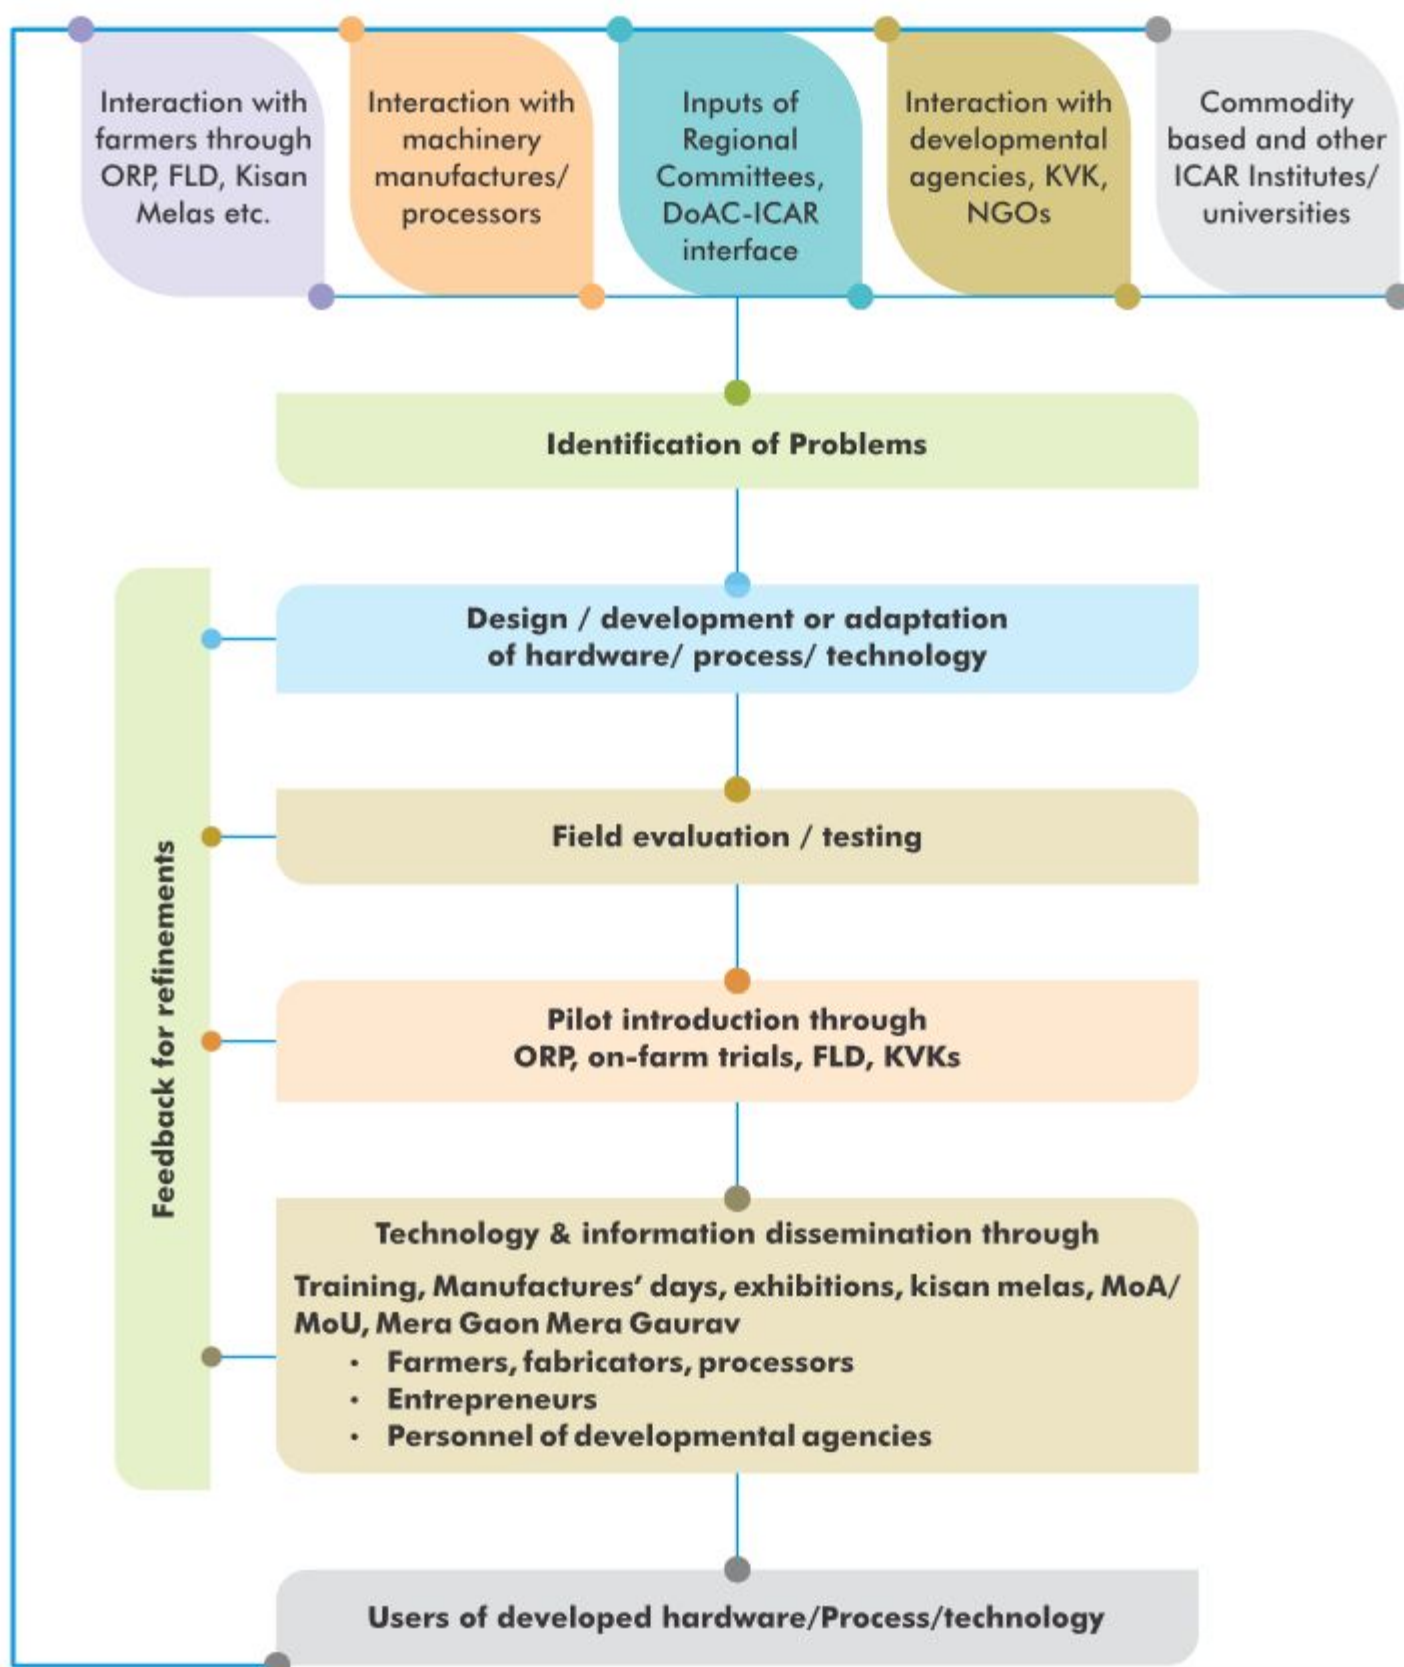 Interaction with
farmers through
ORP, FLD, Kisan
Melas etc.
Interaction with
machinery
manufactures/
processors
Inputs of
Regional
Committees,
DoAC-ICAR
interface
Interaction with
developmental
agencies, KVK,
NGOs
Commodity
based and other
ICAR Institutes/
universities
Identification of Problems
Feedback for refinements
Design / development or adaptation
of hardware/ process/ technology
Field evaluation / testing
Pilot introduction through
ORP, on-farm trials, FLD, KVKs
Technology & information dissemination through
Training, Manufactures’ days, exhibitions, kisan melas, MoA/
MoU, Mera Gaon Mera Gaurav
• Farmers, fabricators, processors
• Entrepreneurs
• Personnel of developmental agencies
Users of developed hardware/Process/technology